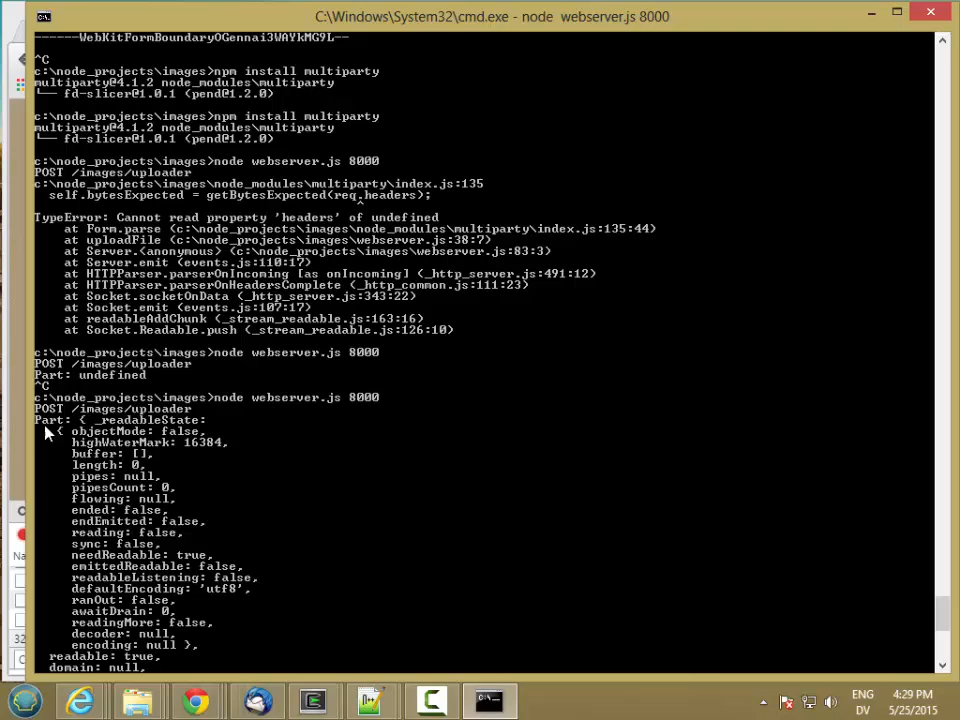 C:\Windows\System32\cmd.exe - node  webserver.js 8000
------WebKitFormBoundaryOGennai3WAYkMG9L--
^C
c:\node_projects\images>npm install multiparty
multiparty@4.1.2 node_modules\multiparty
└── fd-slicer@1.0.1 (pend@1.2.0)
c:\node_projects\images>npm install multiparty
multiparty@4.1.2 node_modules\multiparty
└── fd-slicer@1.0.1 (pend@1.2.0)
c:\node_projects\images>node webserver.js 8000
POST /images/uploader
c:\node_projects\images\node_modules\multiparty\index.js:135
  self.bytesExpected = getBytesExpected(req.headers);
^
TypeError: Cannot read property 'headers' of undefined
    at Form.parse (c:\node_projects\images\node_modules\multiparty\index.js:135:44)
    at uploadFile (c:\node_projects\images\webserver.js:38:7)
    at Server.<anonymous> (c:\node_projects\images\webserver.js:83:3)
    at Server.emit (events.js:110:17)
    at HTTPParser.parserOnIncoming [as onIncoming] (_http_server.js:491:12)
    at HTTPParser.parserOnHeadersComplete (_http_common.js:111:23)
    at Socket.socketOnData (_http_server.js:343:22)
    at Socket.emit (events.js:107:17)
    at readableAddChunk (_stream_readable.js:163:16)
    at Socket.Readable.push (_stream_readable.js:126:10)
c:\node_projects\images>node webserver.js 8000
POST /images/uploader
Part: undefined
^C
c:\node_projects\images>node webserver.js 8000
POST /images/uploader
Part: { _readableState:
   { objectMode: false,
     highWaterMark: 16384,
     buffer: [],
     length: 0,
     pipes: null,
     pipesCount: 0,
     flowing: null,
     ended: false,
     endEmitted: false,
     reading: false,
     sync: false,
     needReadable: true,
     emittedReadable: false,
     readableListening: false,
     defaultEncoding: 'utf8',
     ranOut: false,
     awaitDrain: 0,
     readingMore: false,
     decoder: null,
     encoding: null },
  readable: true,
  domain: null,
Na
32
ENG
DV
4:29 PM
5/25/2015